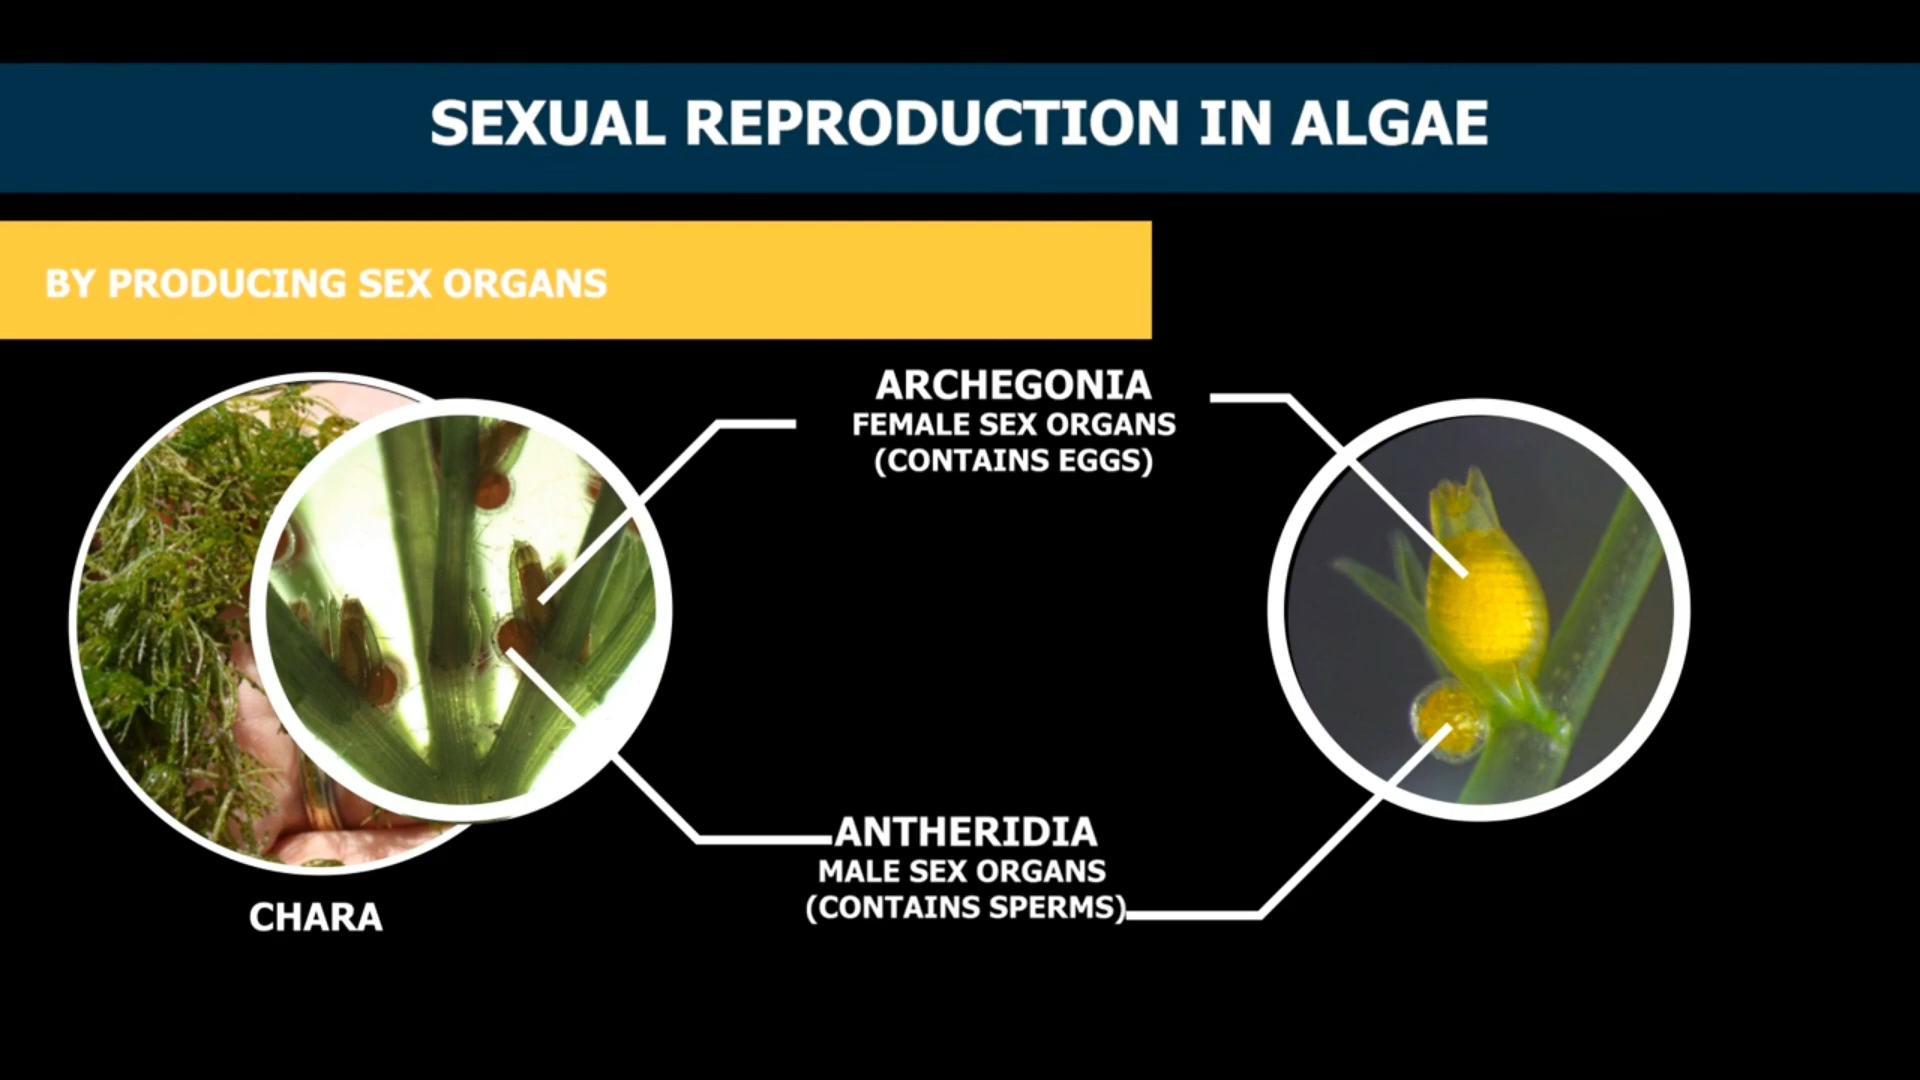 SEXUAL REPRODUCTION IN ALGAE
BY PRODUCING SEX ORGANS
ARCHEGONIA
FEMALE SEX ORGANS
(CONTAINS EGGS)
ANTHERIDIA
MALE SEX ORGANS
(CONTAINS SPERMS)
CHARA